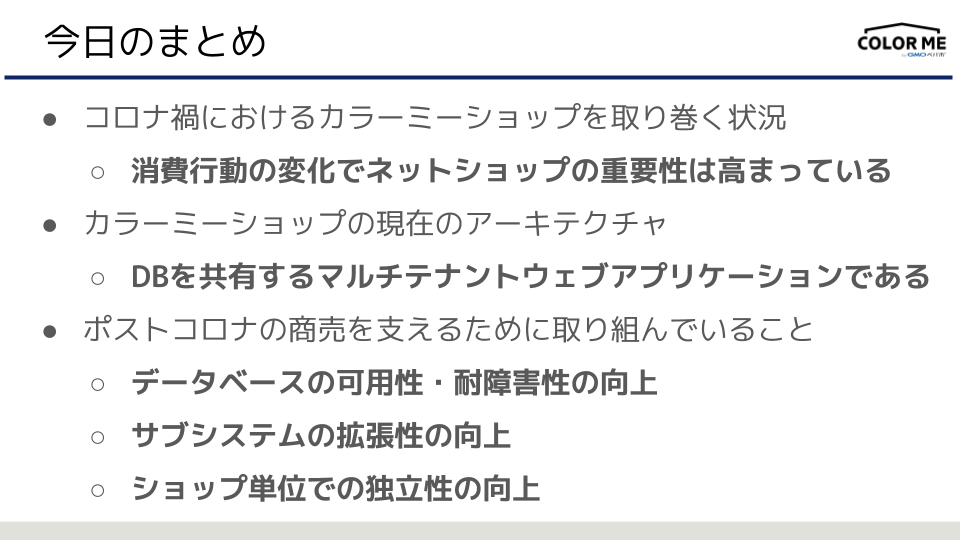 今日のまとめ
COLOR ME
by GMOペパボ
● コロナ禍におけるカラーミーショップを取り巻く状況
○ 消費行動の変化でネットショップの重要性は高まっている
● カラーミーショップの現在のアーキテクチャ
○ DBを共有するマルチテナントウェブアプリケーションである
● ポストコロナの商売を支えるために取り組んでいること
○ データベースの可用性・耐障害性の向上
○ サブシステムの拡張性の向上
○ ショップ単位での独立性の向上